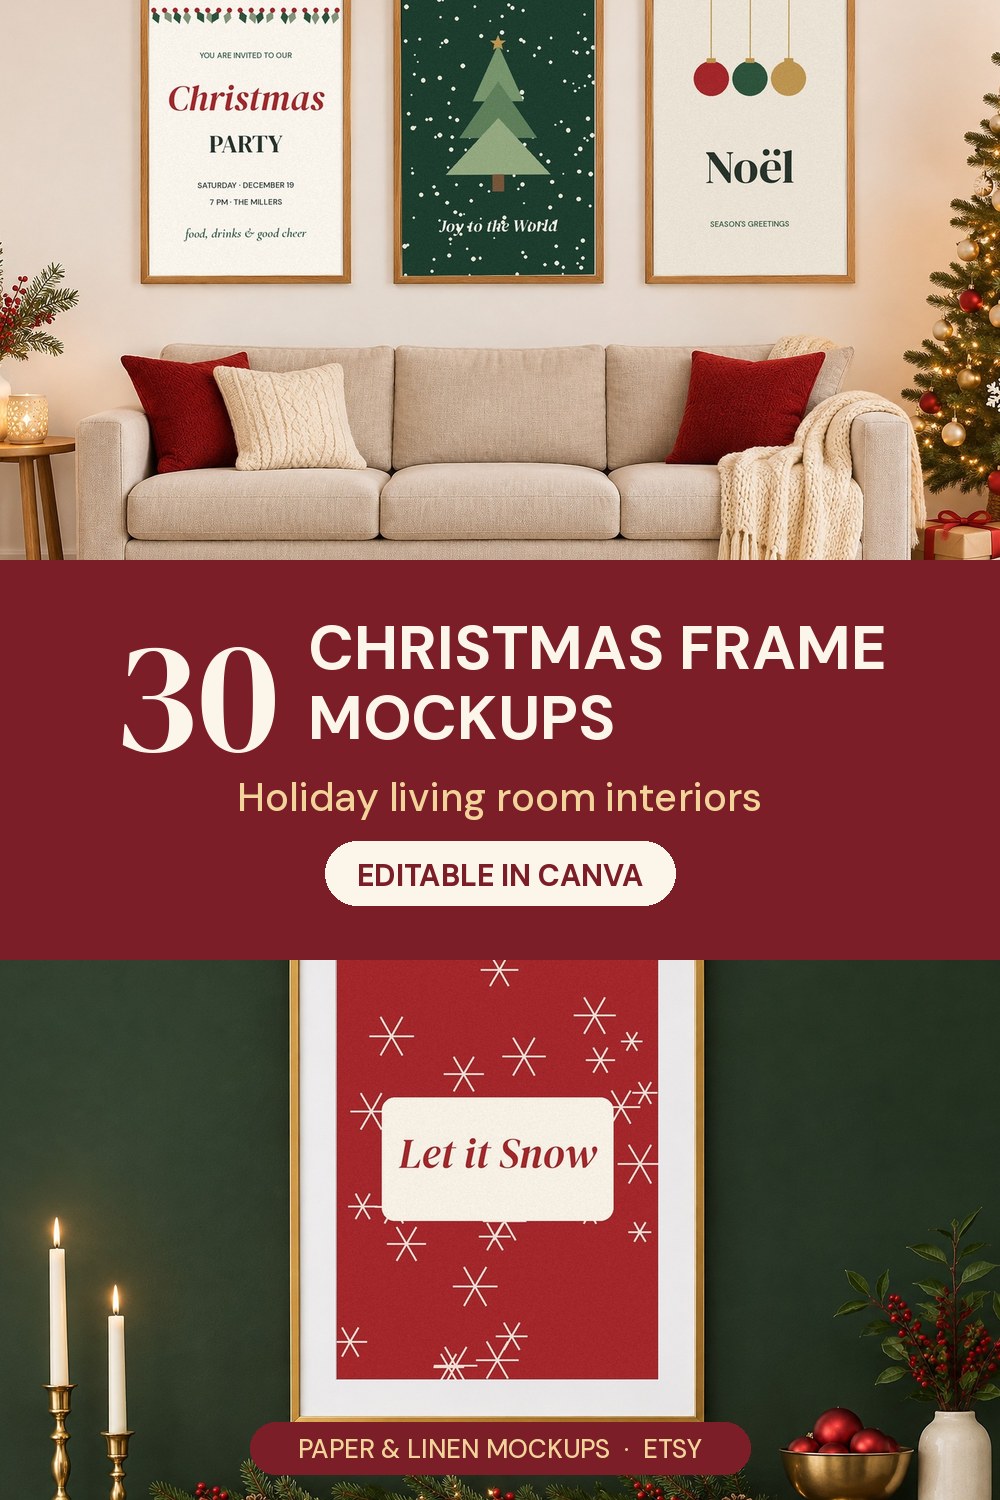 YOU ARE INVITED TO OUR
Christmas
PARTY
SATURDAY · DECEMBER 19
7 PM · THE MILLERS
food, drinks & good cheer
Joy to the World
Noël
SEASON'S GREETINGS
30 CHRISTMAS FRAME
MOCKUPS
Holiday living room interiors
EDITABLE IN CANVA
Let it Snow
PAPER & LINEN MOCKUPS · ETSY